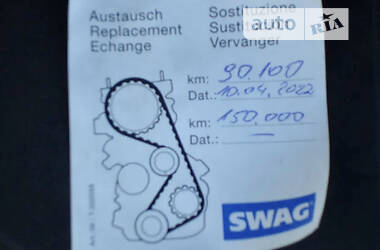 Austausch
Replacement
Echange
Sostituzione
Vervanger
auto RIA
km: 90.100
Dat.: 10.04.2022
km: 150.000
Dat.: —
SWAG